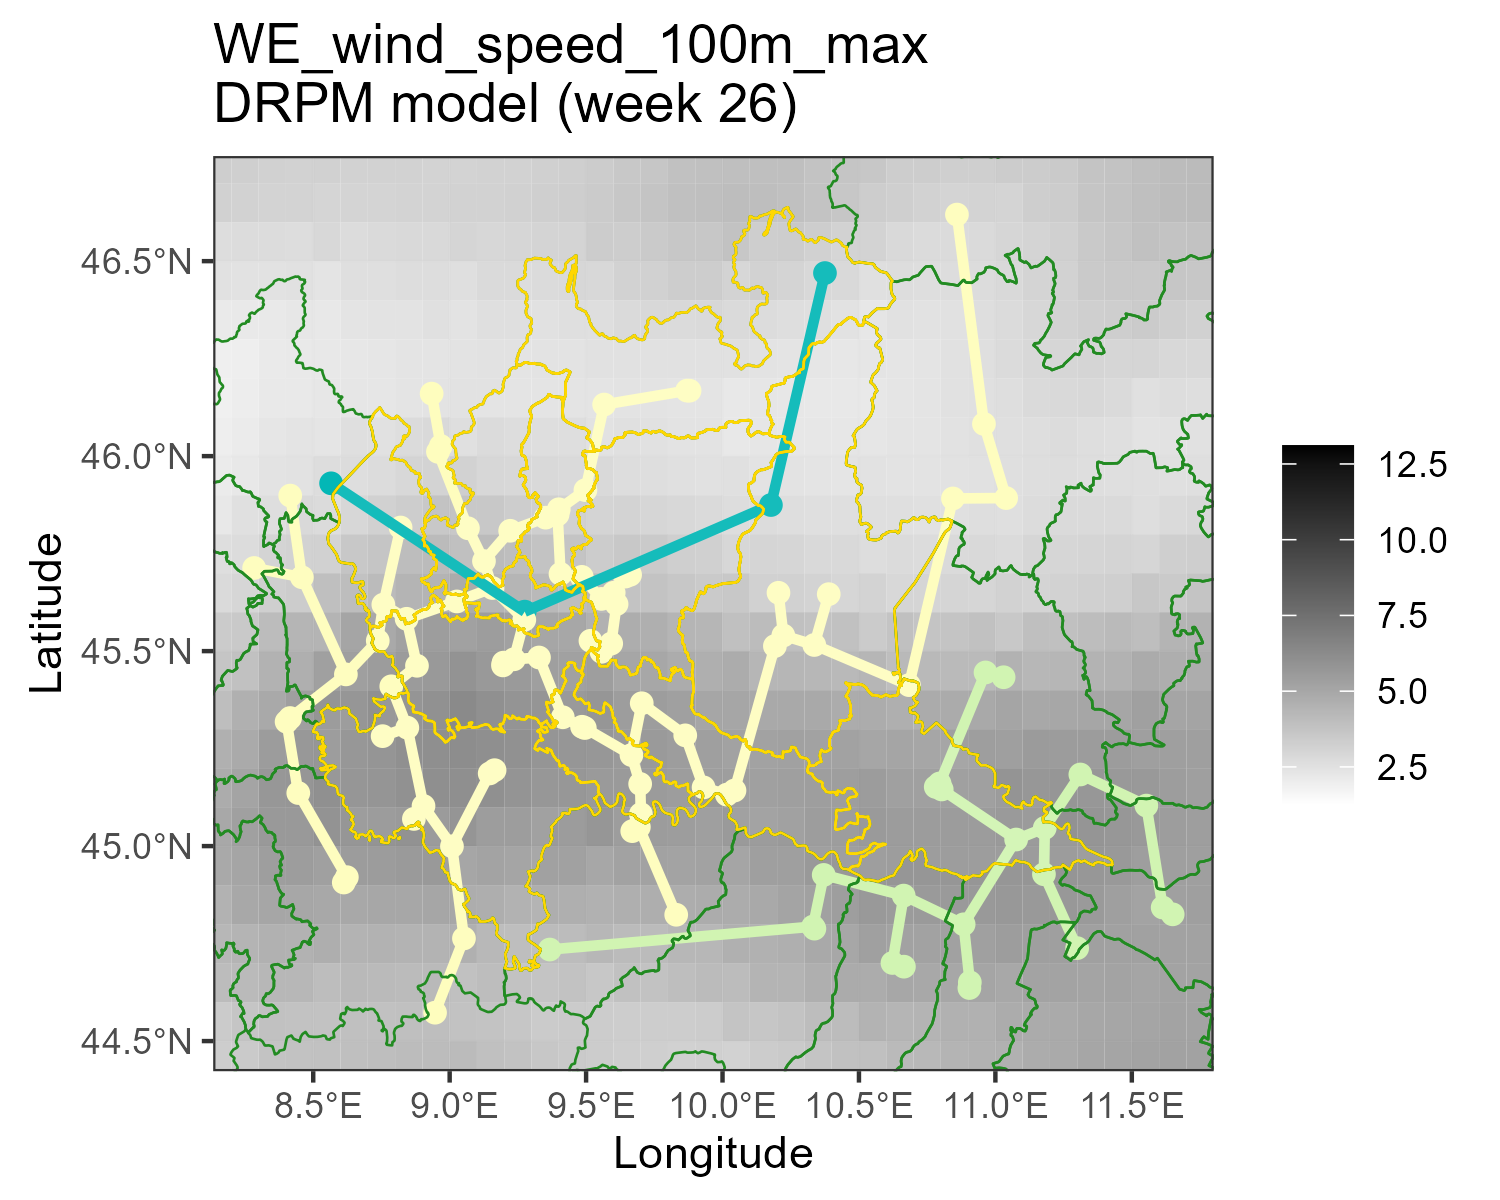 WE_wind_speed_100m_max
DRPM model (week 26)
46.5°N
46.0°N
45.5°N
45.0°N
44.5°N
Latitude
8.5°E
9.0°E
9.5°E
10.0°E
10.5°E
11.0°E
11.5°E
Longitude
12.5
10.0
7.5
5.0
2.5